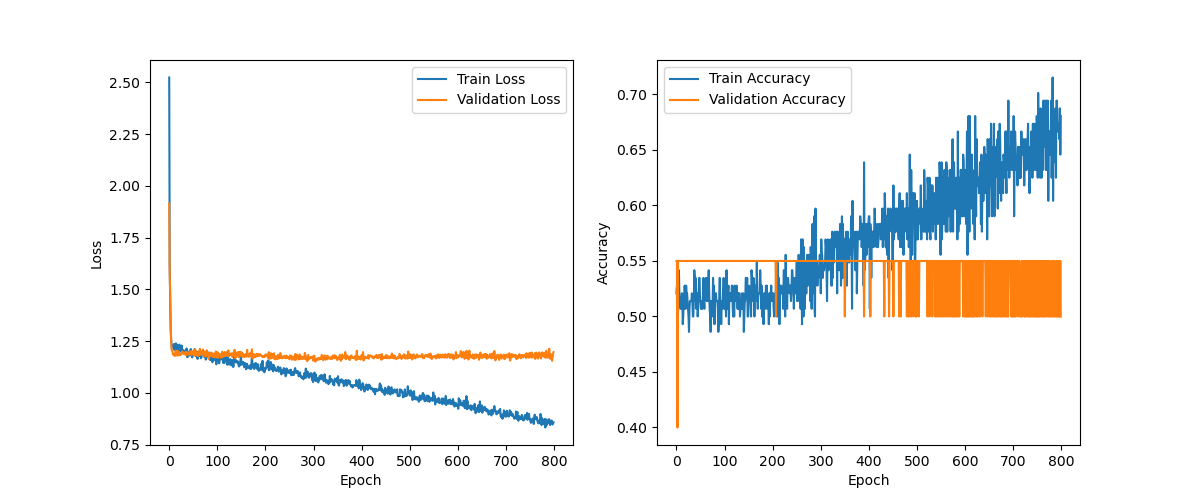 2.50
2.25
2.00
1.75
1.50
1.25
1.00
0.75
Loss
0 100 200 300 400 500 600 700 800
Epoch
Train Loss
Validation Loss
0.70
0.65
0.60
0.55
0.50
0.45
0.40
Accuracy
0 100 200 300 400 500 600 700 800
Epoch
Train Accuracy
Validation Accuracy